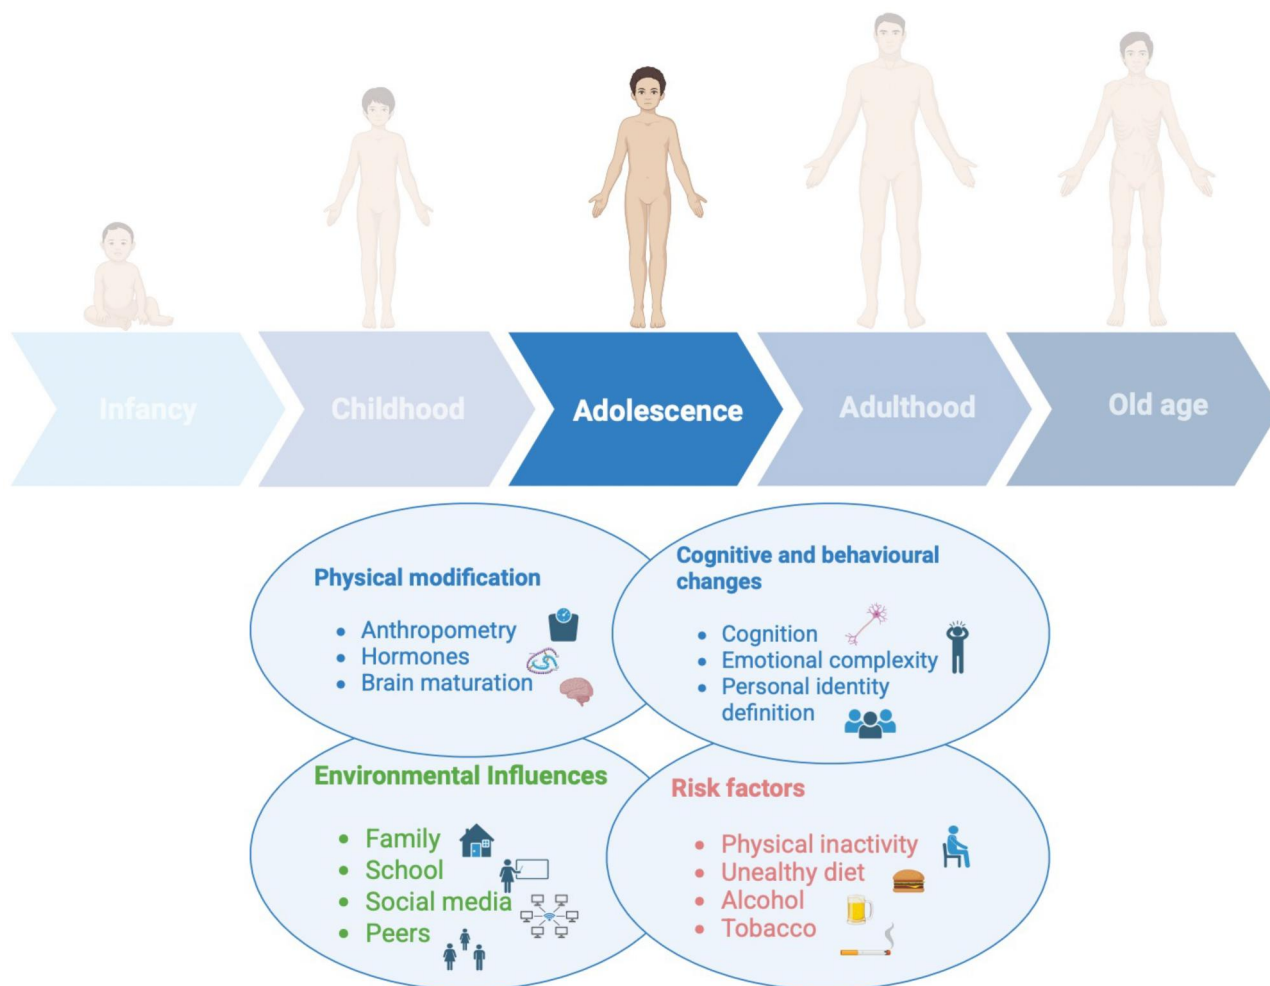 Infancy
Childhood
Adolescence
Adulthood
Old age
Physical modification
• Anthropometry
• Hormones
• Brain maturation
Cognitive and behavioural
changes
• Cognition
• Emotional complexity
• Personal identity
definition
Environmental Influences
• Family
• School
• Social media
• Peers
Risk factors
• Physical inactivity
• Unealthy diet
• Alcohol
• Tobacco